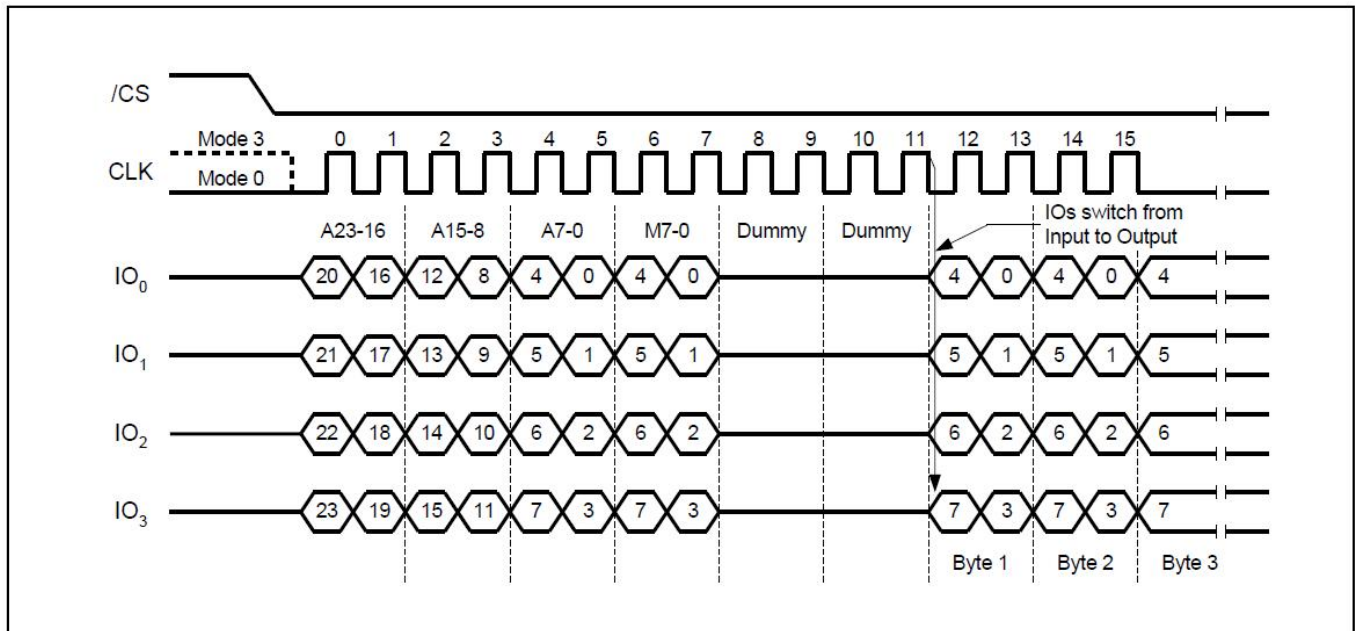 /CS
Mode 3 0 1 2 3 4 5 6 7 8 9 10 11 12 13 14 15
CLK
Mode 0
IOs switch from
Input to Output
A23-16 A15-8 A7-0 M7-0 Dummy Dummy
IO0 20 16 12 8 4 0 4 0 4 0 4 0 4
IO1 21 17 13 9 5 1 5 1 5 1 5 1 5
IO2 22 18 14 10 6 2 6 2 6 2 6 2 6
IO3 23 19 15 11 7 3 7 3 7 3 7 3 7
Byte 1 Byte 2 Byte 3